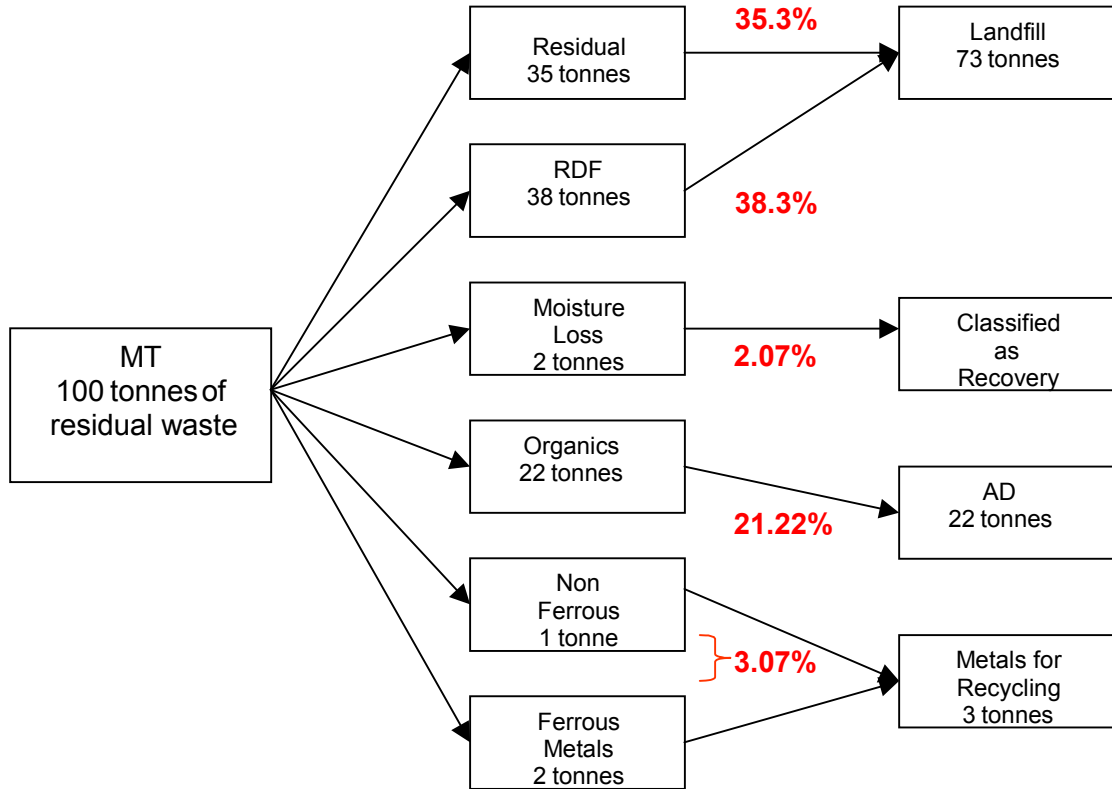 MT
100 tonnes of
residual waste
Residual
35 tonnes
35.3%
Landfill
73 tonnes
RDF
38 tonnes
38.3%
Moisture
Loss
2 tonnes
2.07%
Classified
as
Recovery
Organics
22 tonnes
21.22%
AD
22 tonnes
Non
Ferrous
1 tonne
3.07%
Metals for
Recycling
3 tonnes
Ferrous
Metals
2 tonnes